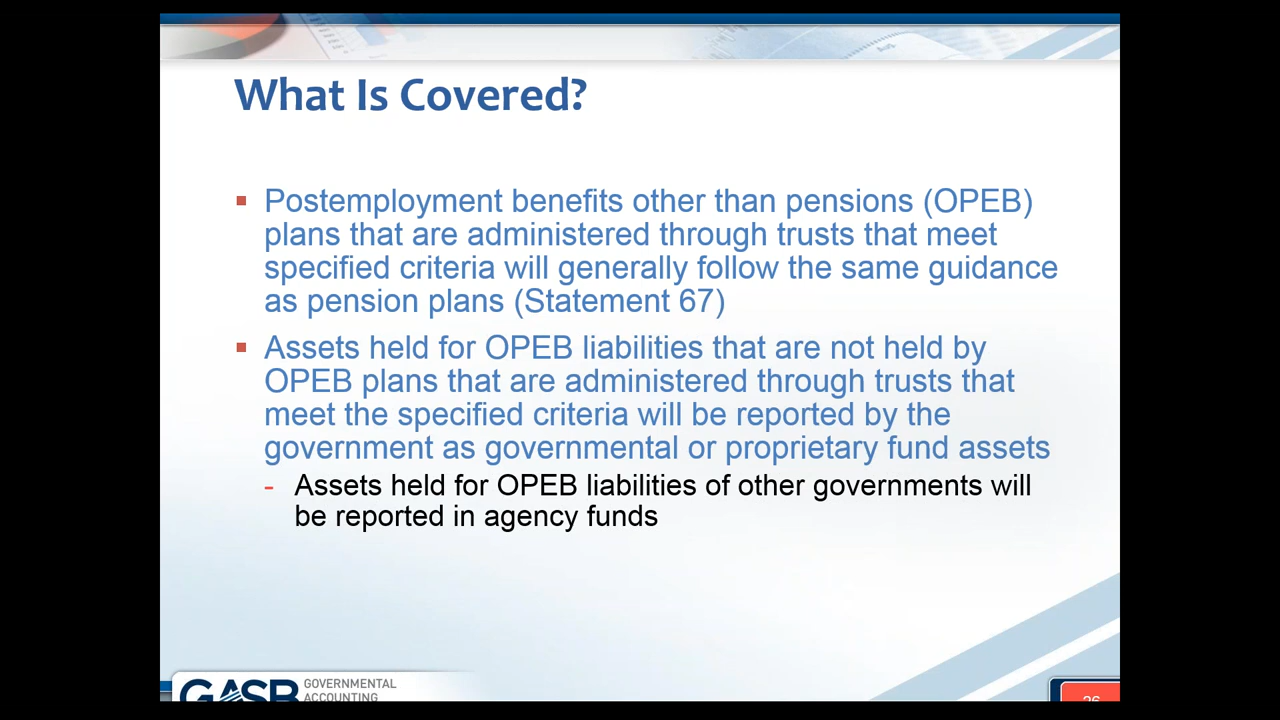 What Is Covered?
Postemployment benefits other than pensions (OPEB)
plans that are administered through trusts that meet
specified criteria will generally follow the same guidance
as pension plans (Statement 67)
Assets held for OPEB liabilities that are not held by
OPEB plans that are administered through trusts that
meet the specified criteria will be reported by the
government as governmental or proprietary fund assets
- Assets held for OPEB liabilities of other governments will
be reported in agency funds
GASB
GOVERNMENTAL
ACCOUNTING
26